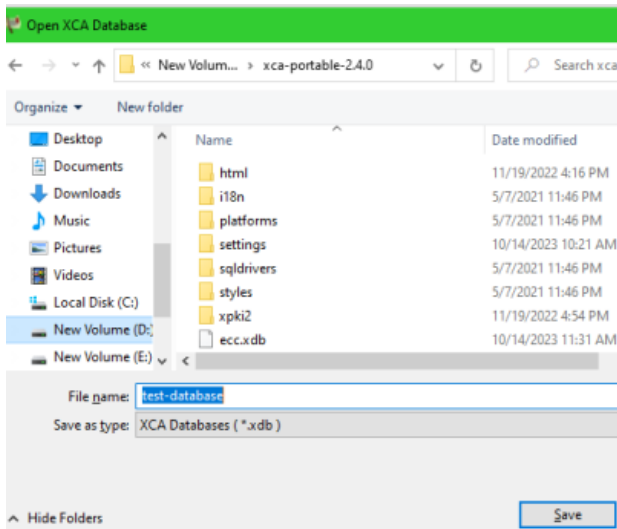 Open XCA Database
« New Volum... › xca-portable-2.4.0
Search xca
Organize
New folder
Desktop
Documents
Downloads
Music
Pictures
Videos
Local Disk (C:)
New Volume (D:)
New Volume (E:)
Name Date modified
html 11/19/2022 4:16 PM
i18n 5/7/2021 11:46 PM
platforms 5/7/2021 11:46 PM
settings 10/14/2023 10:21 AM
sqldrivers 5/7/2021 11:46 PM
styles 5/7/2021 11:46 PM
xpki2 11/19/2022 4:54 PM
ecc.xdb 10/14/2023 11:31 AM
File name: test-database
Save as type: XCA Databases ( *.xdb )
Hide Folders
Save